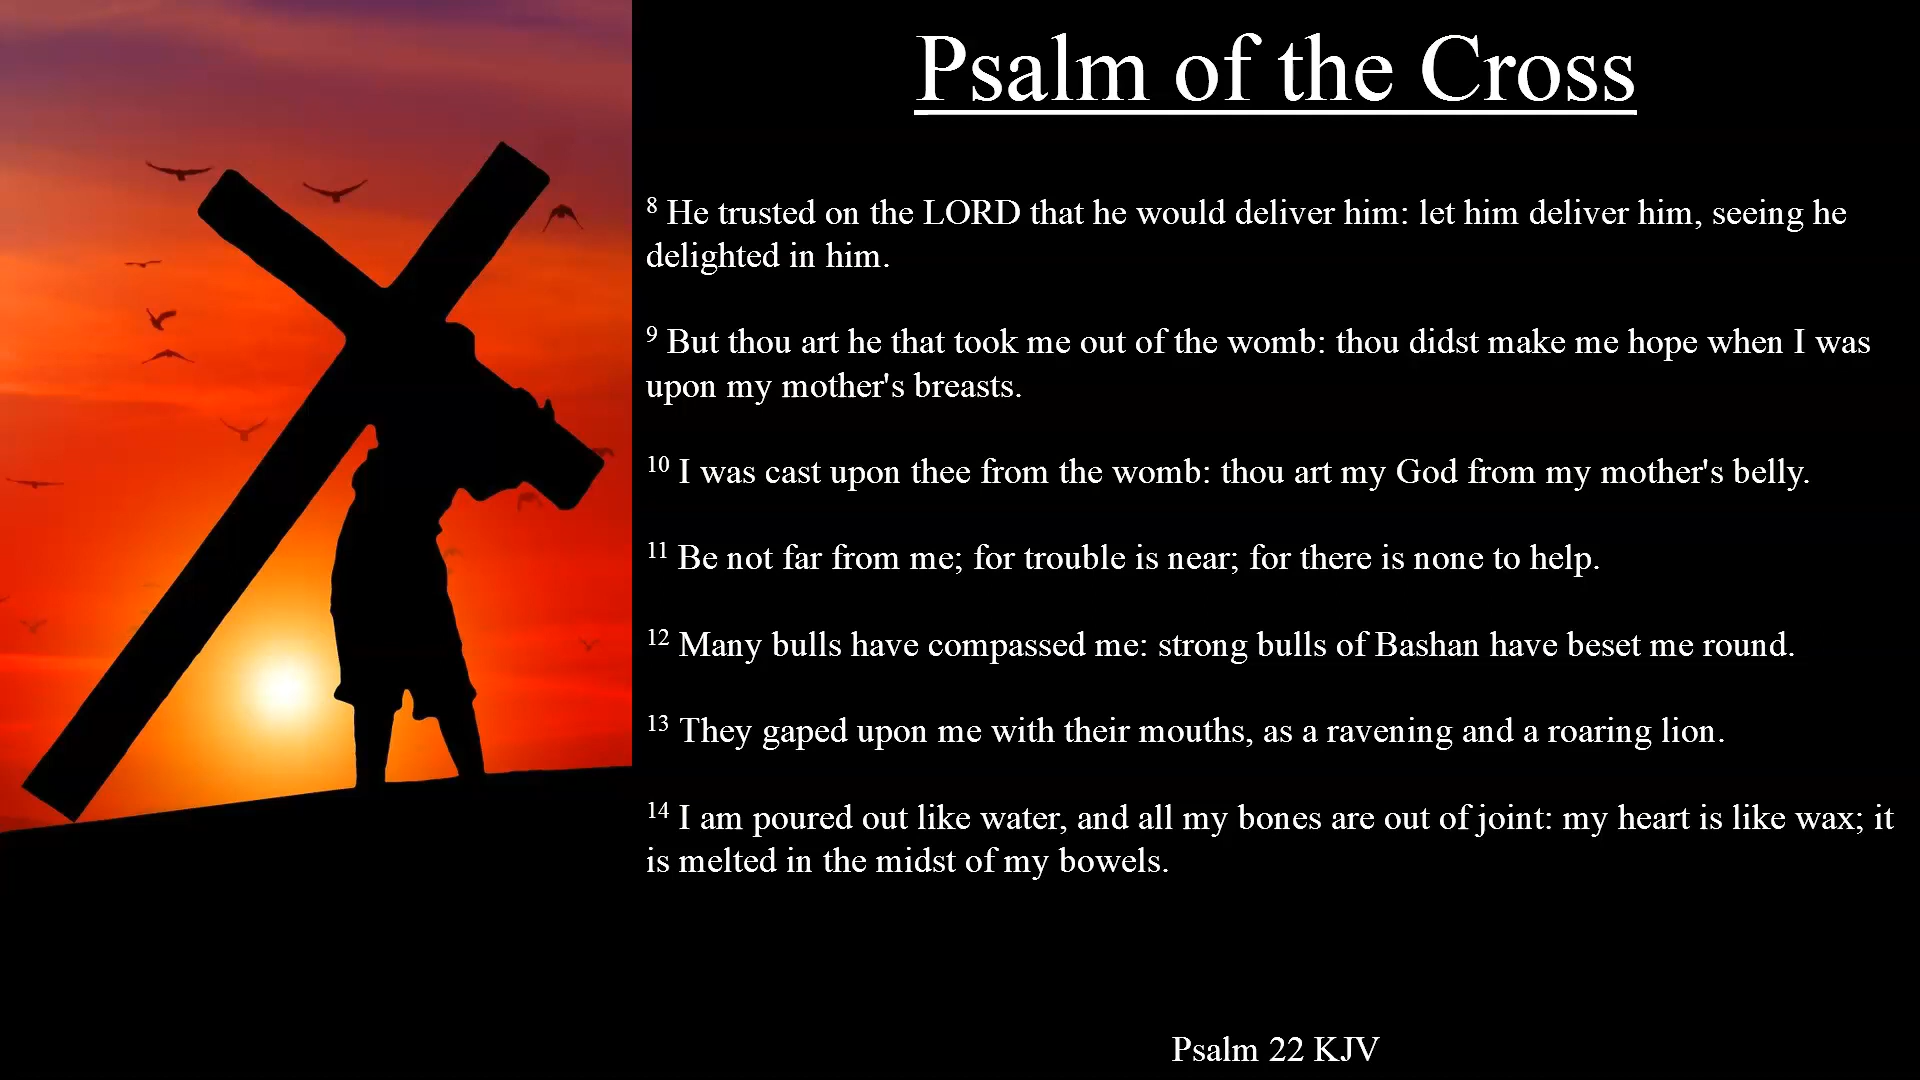 Psalm of the Cross
8 He trusted on the LORD that he would deliver him: let him deliver him, seeing he
delighted in him.
9 But thou art he that took me out of the womb: thou didst make me hope when I was
upon my mother's breasts.
10 I was cast upon thee from the womb: thou art my God from my mother's belly.
11 Be not far from me; for trouble is near; for there is none to help.
12 Many bulls have compassed me: strong bulls of Bashan have beset me round.
13 They gaped upon me with their mouths, as a ravening and a roaring lion.
14 I am poured out like water, and all my bones are out of joint: my heart is like wax; it
is melted in the midst of my bowels.
Psalm 22 KJV